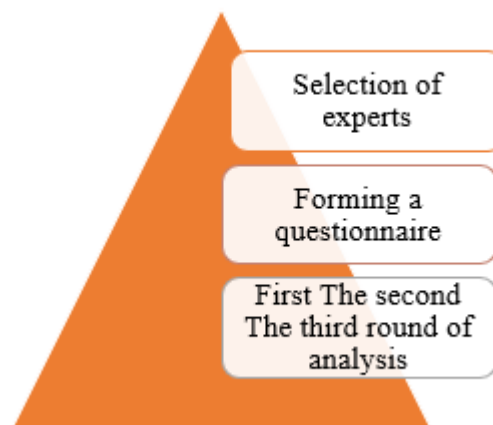 Selection of
experts
Forming a
questionnaire
First The second
The third round of
analysis